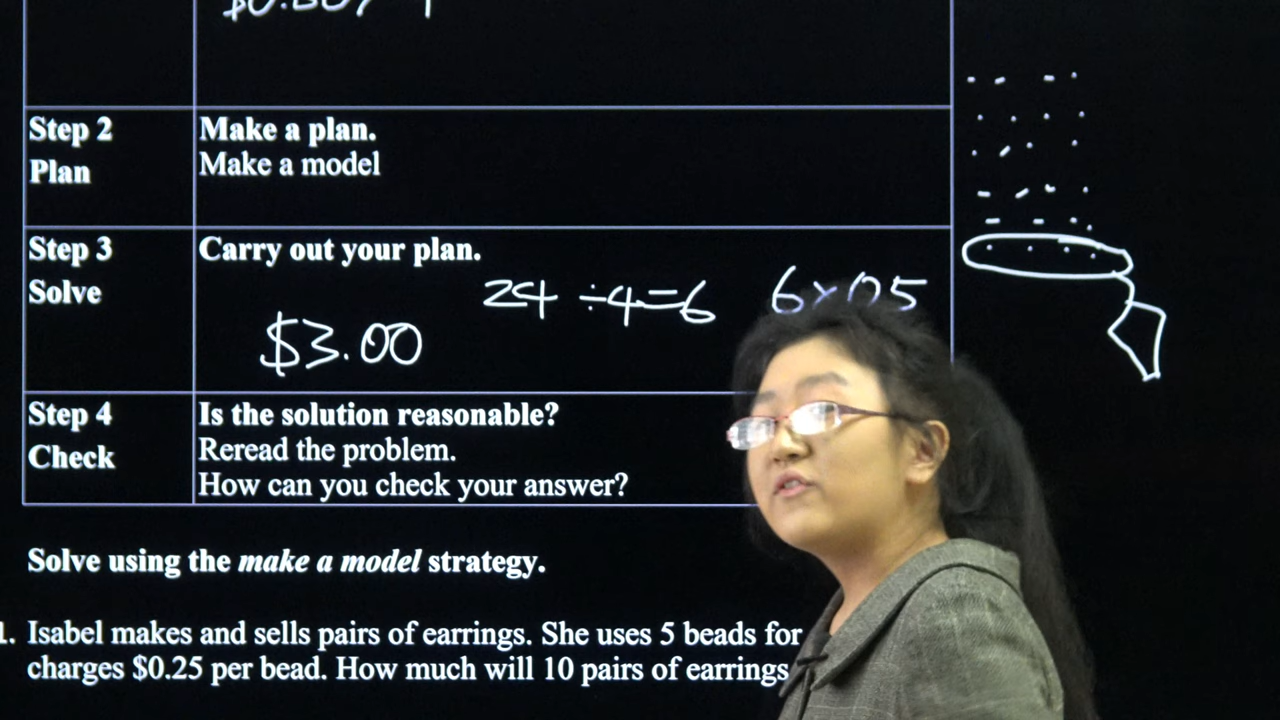 Step 2
Plan
Make a plan.
Make a model
Step 3
Solve
Carry out your plan.
24 ÷4=6
6×05
$3.00
Step 4
Check
Is the solution reasonable?
Reread the problem.
How can you check your answer?
Solve using the make a model strategy.
1. Isabel makes and sells pairs of earrings. She uses 5 beads for
charges $0.25 per bead. How much will 10 pairs of earrings